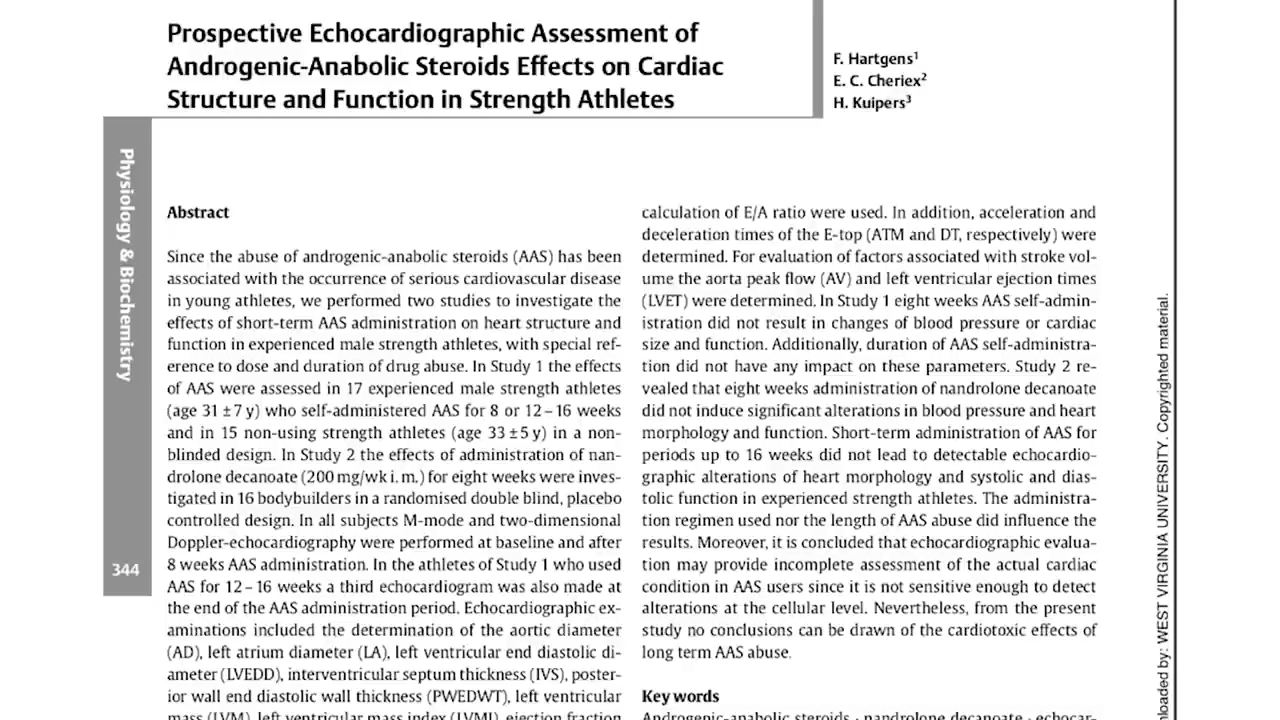 Prospective Echocardiographic Assessment of
Androgenic-Anabolic Steroids Effects on Cardiac
Structure and Function in Strength Athletes
F. Hartgens¹
E. C. Cheriex²
H. Kuipers³
Physiology & Biochemistry
344
Abstract
Since the abuse of androgenic-anabolic steroids (AAS) has been
associated with the occurrence of serious cardiovascular disease
in young athletes, we performed two studies to investigate the
effects of short-term AAS administration on heart structure and
function in experienced male strength athletes, with special ref-
erence to dose and duration of drug abuse. In Study 1 the effects
of AAS were assessed in 17 experienced male strength athletes
(age 31 ± 7 y) who self-administered AAS for 8 or 12 – 16 weeks
and in 15 non-using strength athletes (age 33 ± 5 y) in a non-
blinded design. In Study 2 the effects of administration of nan-
drolone decanoate (200 mg/wk i. m.) for eight weeks were inves-
tigated in 16 bodybuilders in a randomised double blind, placebo
controlled design. In all subjects M-mode and two-dimensional
Doppler-echocardiography were performed at baseline and after
8 weeks AAS administration. In the athletes of Study 1 who used
AAS for 12 – 16 weeks a third echocardiogram was also made at
the end of the AAS administration period. Echocardiographic ex-
aminations included the determination of the aortic diameter
(AD), left atrium diameter (LA), left ventricular end diastolic di-
ameter (LVEDD), interventricular septum thickness (IVS), poster-
ior wall end diastolic wall thickness (PWEDWT), left ventricular
mass (LVM), left ventricular mass index (LVMI), ejection fraction
calculation of E/A ratio were used. In addition, acceleration and
deceleration times of the E-top (ATM and DT, respectively) were
determined. For evaluation of factors associated with stroke vol-
ume the aorta peak flow (AV) and left ventricular ejection times
(LVET) were determined. In Study 1 eight weeks AAS self-admin-
istration did not result in changes of blood pressure or cardiac
size and function. Additionally, duration of AAS self-administra-
tion did not have any impact on these parameters. Study 2 re-
vealed that eight weeks administration of nandrolone decanoate
did not induce significant alterations in blood pressure and heart
morphology and function. Short-term administration of AAS for
periods up to 16 weeks did not lead to detectable echocardio-
graphic alterations of heart morphology and systolic and dias-
tolic function in experienced strength athletes. The administra-
tion regimen used nor the length of AAS abuse did influence the
results. Moreover, it is concluded that echocardiographic evalua-
tion may provide incomplete assessment of the actual cardiac
condition in AAS users since it is not sensitive enough to detect
alterations at the cellular level. Nevertheless, from the present
study no conclusions can be drawn of the cardiotoxic effects of
long term AAS abuse.
Key words
Androgenic-anabolic steroids · nandrolone decanoate · echocar-
nloaded by: WEST VIRGINIA UNIVERSITY. Copyrighted material.